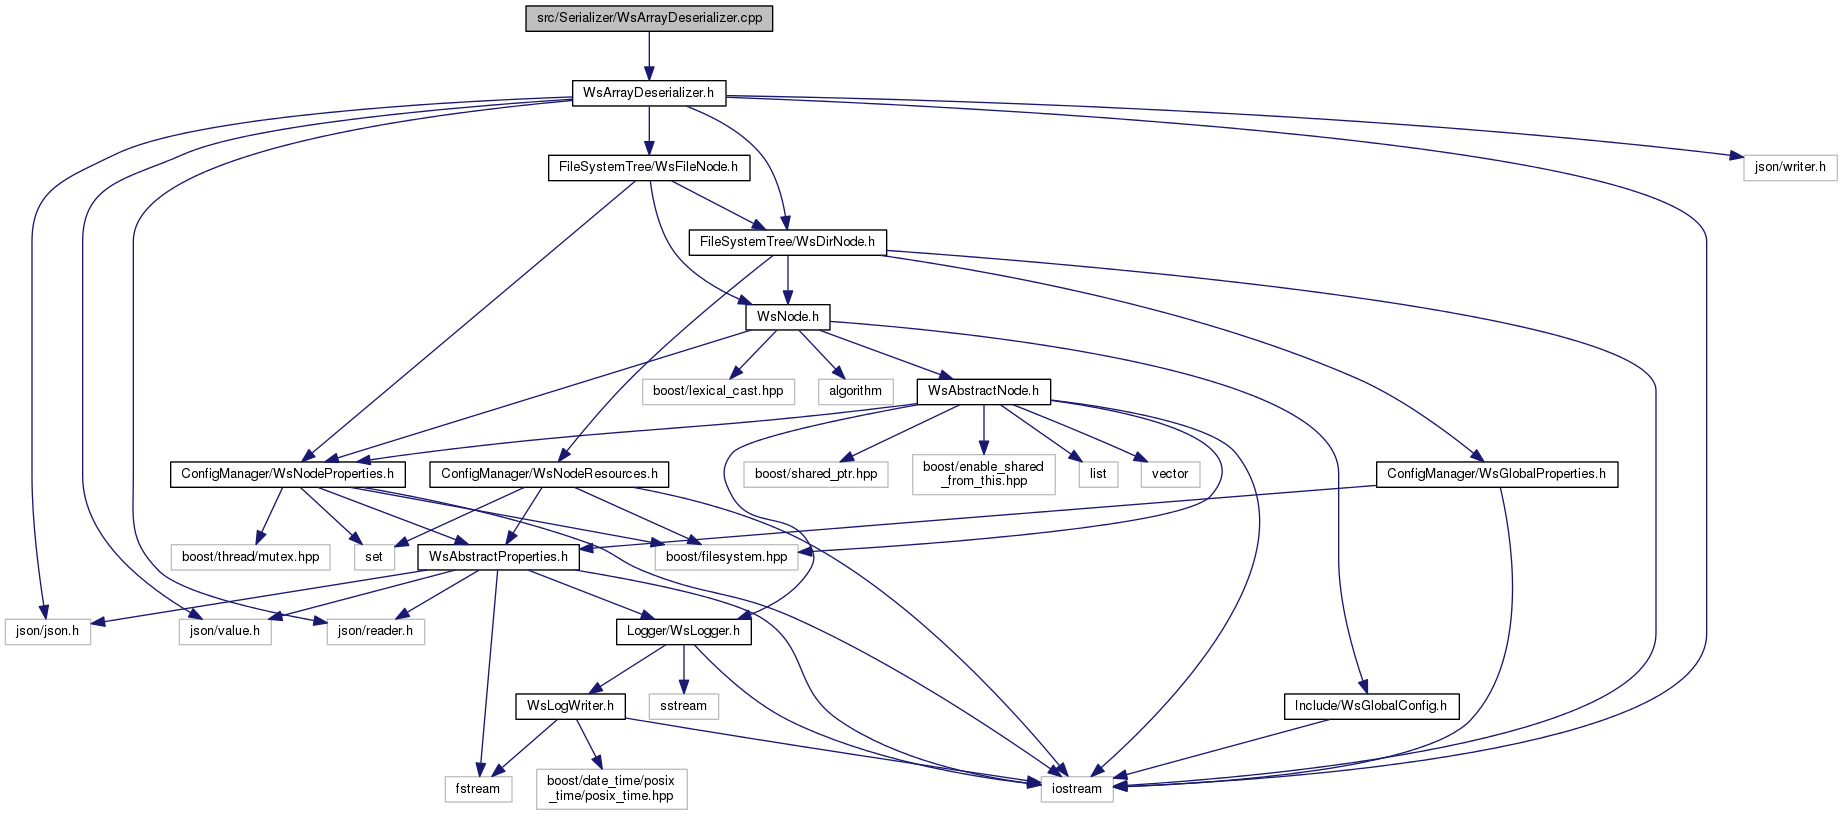 src/Serializer/WsArrayDeserializer.cpp
WsArrayDeserializer.h
FileSystemTree/WsFileNode.h
json/writer.h
FileSystemTree/WsDirNode.h
WsNode.h
boost/lexical_cast.hpp
algorithm
WsAbstractNode.h
ConfigManager/WsNodeProperties.h
ConfigManager/WsNodeResources.h
boost/shared_ptr.hpp
boost/enable_shared
_from_this.hpp
list
vector
ConfigManager/WsGlobalProperties.h
boost/thread/mutex.hpp
set
WsAbstractProperties.h
boost/filesystem.hpp
json/json.h
json/value.h
json/reader.h
Logger/WsLogger.h
WsLogWriter.h
sstream
Include/WsGlobalConfig.h
fstream
boost/date_time/posix
_time/posix_time.hpp
iostream